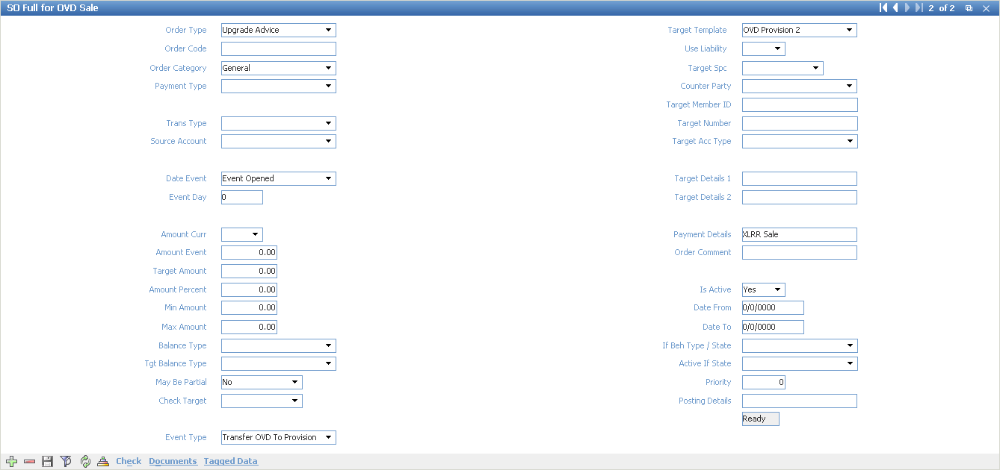 SO Full for OVD Sale 2 of 2
Order Type Upgrade Advice Target Template OVD Provision 2
Order Code Use Liability
Order Category General Target Spc
Payment Type Counter Party
Target Member ID
Trans Type Target Number
Source Account Target Acc Type
Date Event Event Opened Target Details 1
Event Day 0 Target Details 2
Amount Curr Payment Details XLRR Sale
Amount Event 0.00 Order Comment
Target Amount 0.00
Amount Percent 0.00 Is Active Yes
Min Amount 0.00 Date From 0/0/0000
Max Amount 0.00 Date To 0/0/0000
Balance Type If Beh Type / State
Tgt Balance Type Active If State
May Be Partial No Priority 0
Check Target Posting Details
Ready
Event Type Transfer OVD To Provision
Check Documents Tagged Data